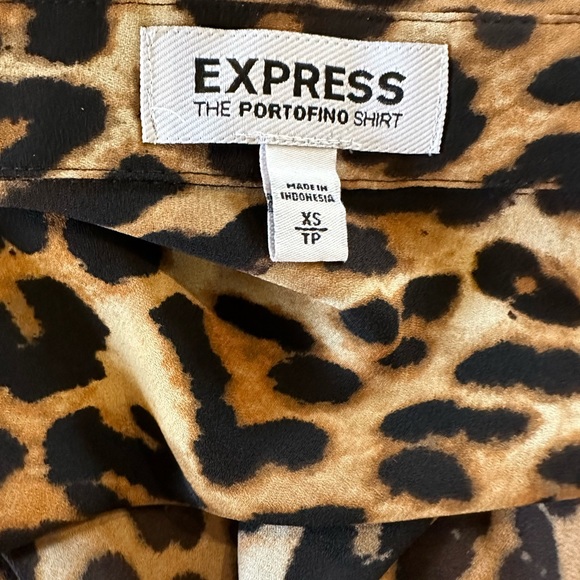 EXPRESS
THE PORTOFINO SHIRT
MADE IN
INDONESIA
XS
TP